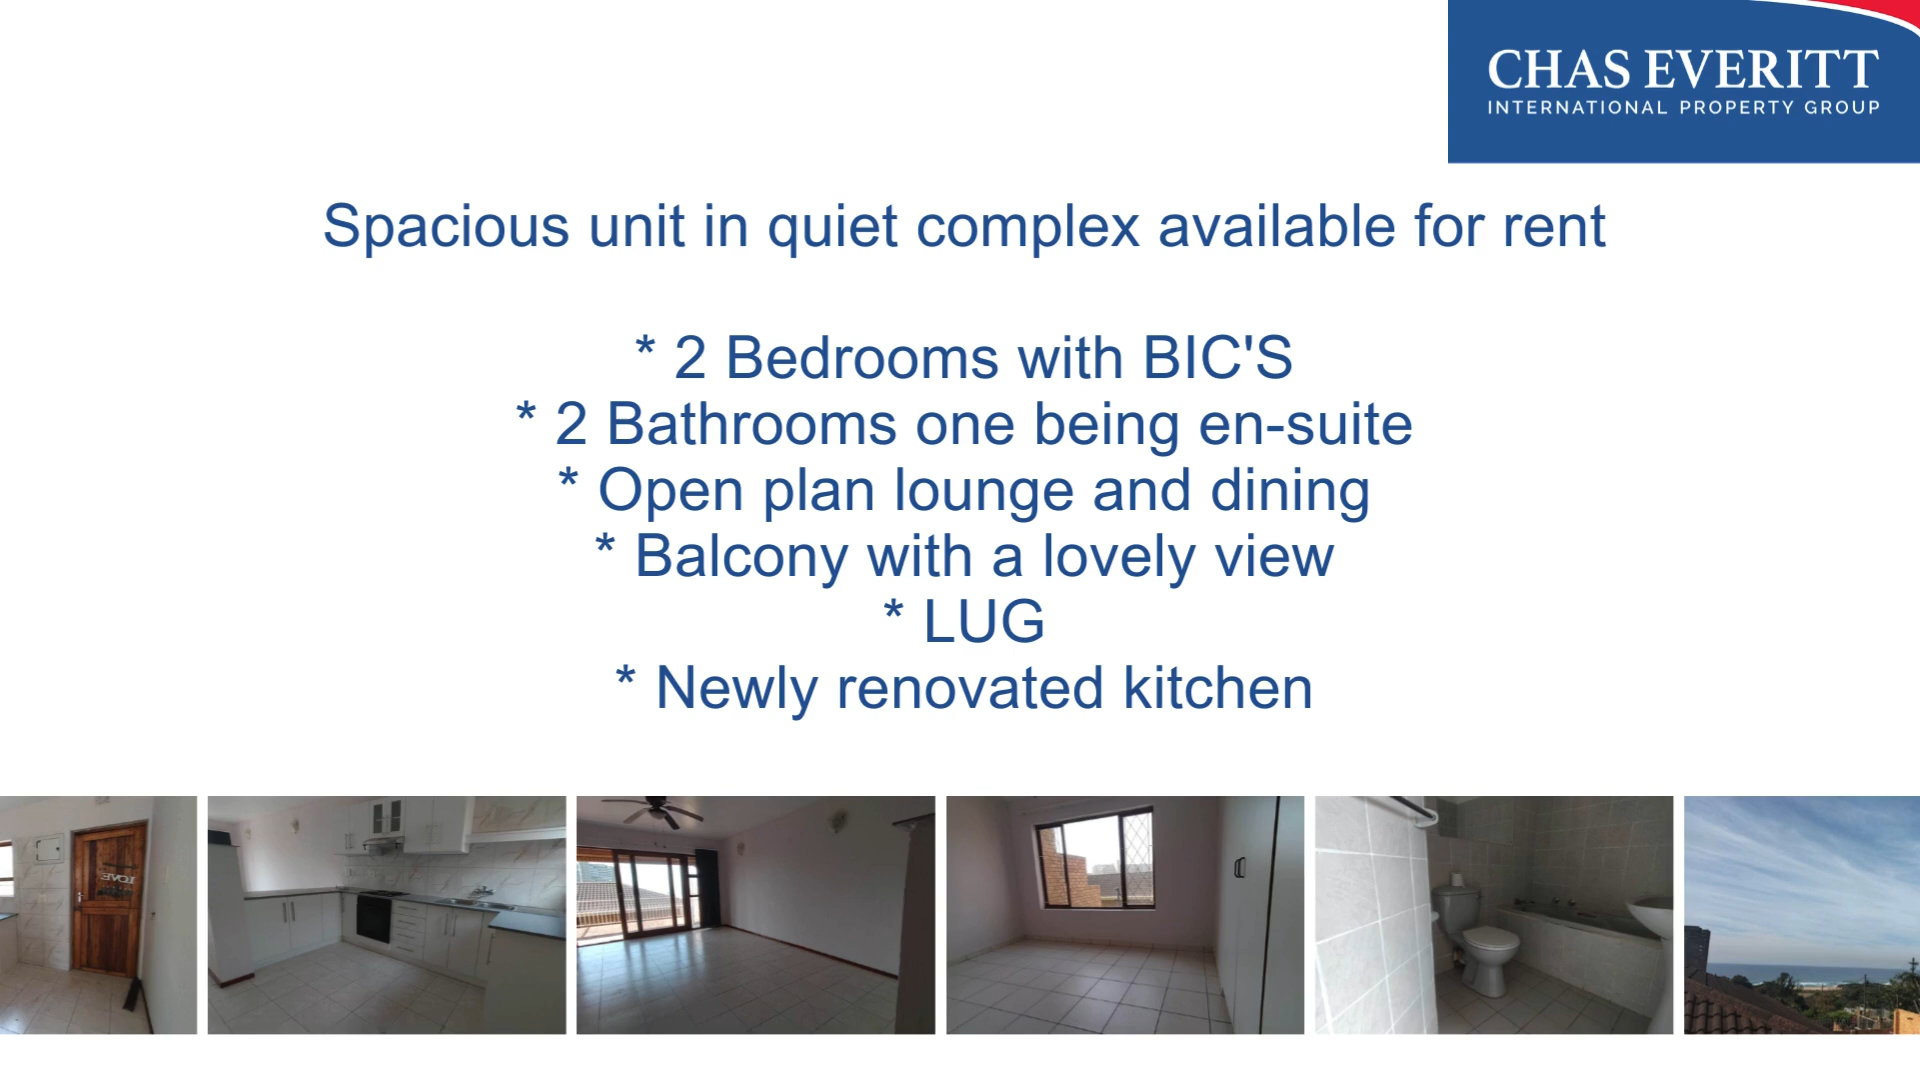 CHAS EVERITT
INTERNATIONAL PROPERTY GROUP
Spacious unit in quiet complex available for rent
* 2 Bedrooms with BIC'S
* 2 Bathrooms one being en-suite
* Open plan lounge and dining
* Balcony with a lovely view
* LUG
* Newly renovated kitchen
LOVE